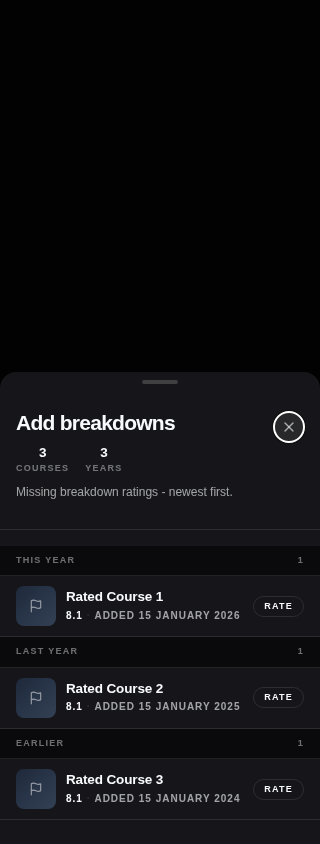 Add breakdowns
3 3
COURSES YEARS
Missing breakdown ratings - newest first.
THIS YEAR 1
Rated Course 1
8.1 · ADDED 15 JANUARY 2026
RATE
LAST YEAR 1
Rated Course 2
8.1 · ADDED 15 JANUARY 2025
RATE
EARLIER 1
Rated Course 3
8.1 · ADDED 15 JANUARY 2024
RATE